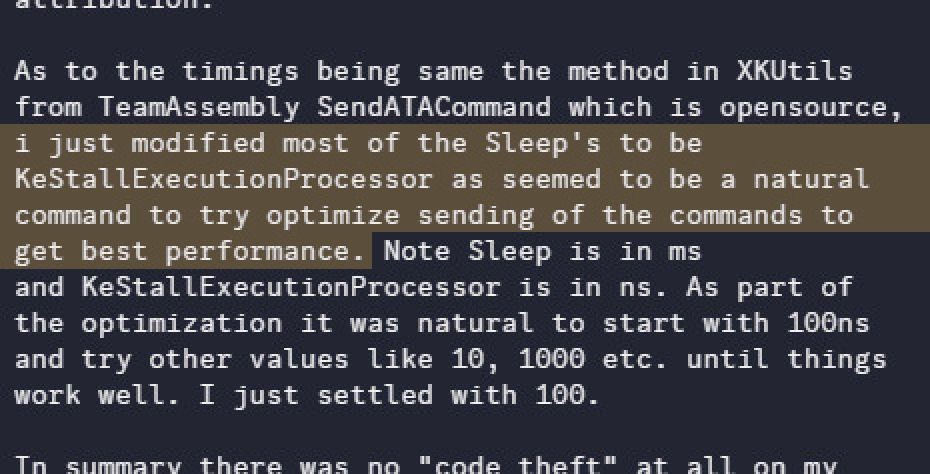 attribution.
As to the timings being same the method in XKUtils
from TeamAssembly SendATACommand which is opensource,
i just modified most of the Sleep's to be
KeStallExecutionProcessor as seemed to be a natural
command to try optimize sending of the commands to
get best performance. Note Sleep is in ms
and KeStallExecutionProcessor is in ns. As part of
the optimization it was natural to start with 100ns
and try other values like 10, 1000 etc. until things
work well. I just settled with 100.
In summary there was no "code theft" at all on my